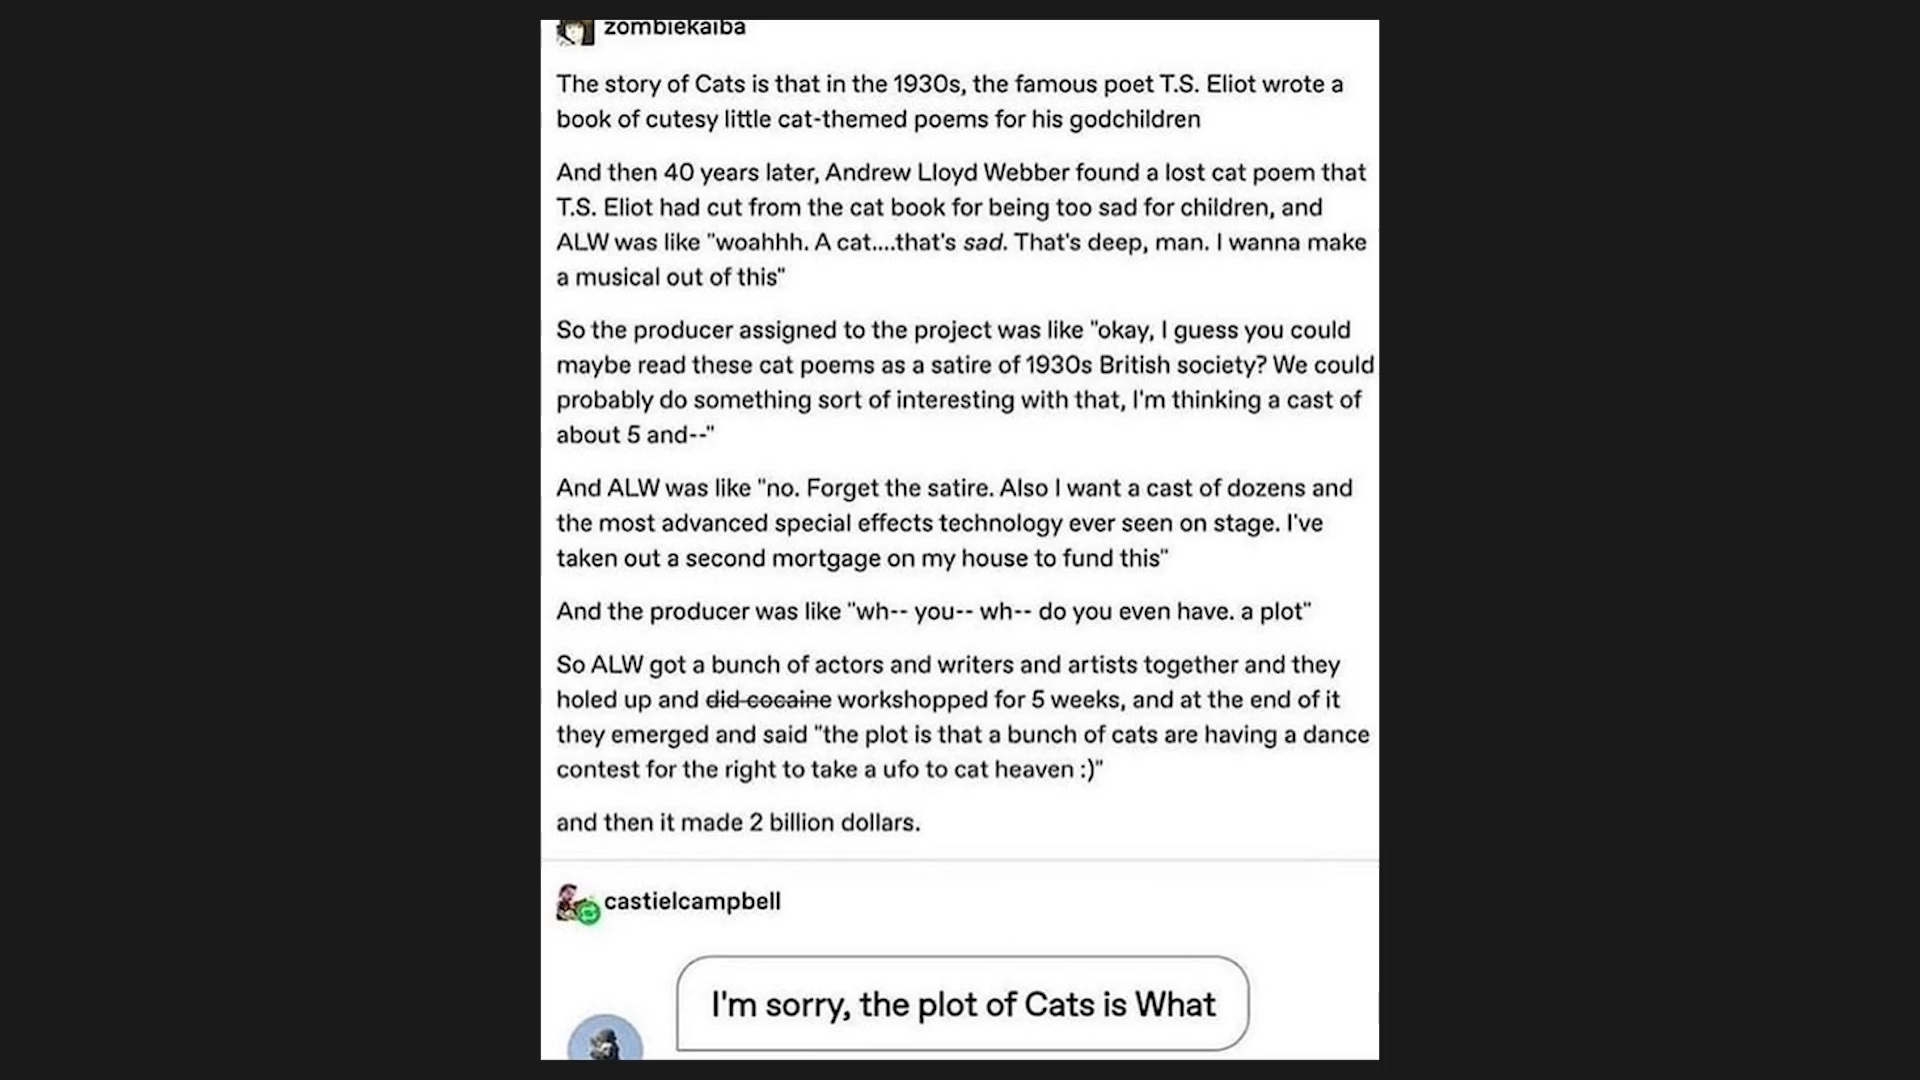 zombiekaiba
The story of Cats is that in the 1930s, the famous poet T.S. Eliot wrote a
book of cutesy little cat-themed poems for his godchildren
And then 40 years later, Andrew Lloyd Webber found a lost cat poem that
T.S. Eliot had cut from the cat book for being too sad for children, and
ALW was like "woahhh. A cat....that's sad. That's deep, man. I wanna make
a musical out of this"
So the producer assigned to the project was like "okay, I guess you could
maybe read these cat poems as a satire of 1930s British society? We could
probably do something sort of interesting with that, I'm thinking a cast of
about 5 and--"
And ALW was like "no. Forget the satire. Also I want a cast of dozens and
the most advanced special effects technology ever seen on stage. I've
taken out a second mortgage on my house to fund this"
And the producer was like "wh-- you-- wh-- do you even have. a plot"
So ALW got a bunch of actors and writers and artists together and they
holed up and did cocaine workshopped for 5 weeks, and at the end of it
they emerged and said "the plot is that a bunch of cats are having a dance
contest for the right to take a ufo to cat heaven :)"
and then it made 2 billion dollars.
castielcampbell
I'm sorry, the plot of Cats is What